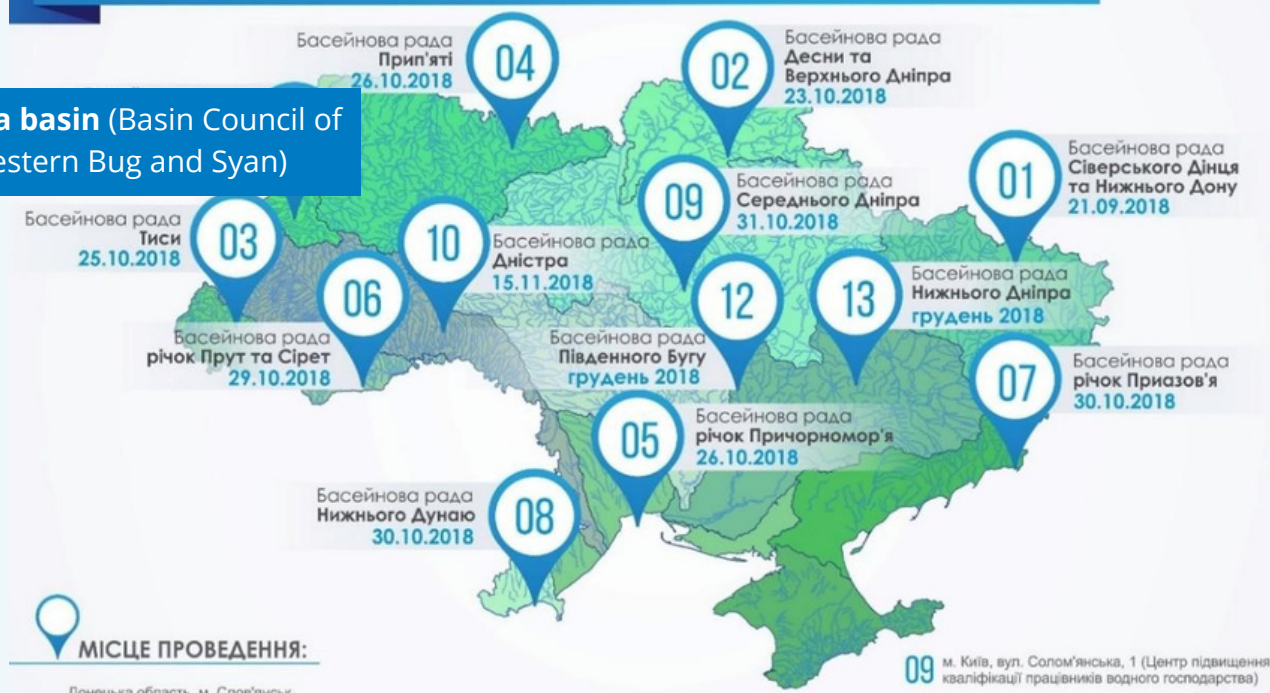 Басейнова рада
Прип'яті
26.10.2018
04
02
Басейнова рада
Десни та
Верхнього Дніпра
23.10.2018
a basin (Basin Council of
estern Bug and Syan)
01
Басейнова рада
Сіверського Дінця
та Нижнього Дону
21.09.2018
09
Басейнова рада
Середнього Дніпра
31.10.2018
Басейнова рада
Тиси
25.10.2018
03
10
Басейнова рада
Дністра
15.11.2018
06
Басейнова рада
річок Прут та Сірет
29.10.2018
12
Басейнова рада
Південного Бугу
грудень 2018
13
Басейнова рада
Нижнього Дніпра
грудень 2018
07
Басейнова рада
річок Приазов'я
30.10.2018
05
Басейнова рада
річок Причорномор'я
26.10.2018
Басейнова рада
Нижнього Дунаю
30.10.2018
08
МІСЦЕ ПРОВЕДЕННЯ:
Донецька область, м. Слов'янськ
09 м. Київ, вул. Солом'янська, 1 (Центр підвищення
кваліфікації працівників водного господарства)